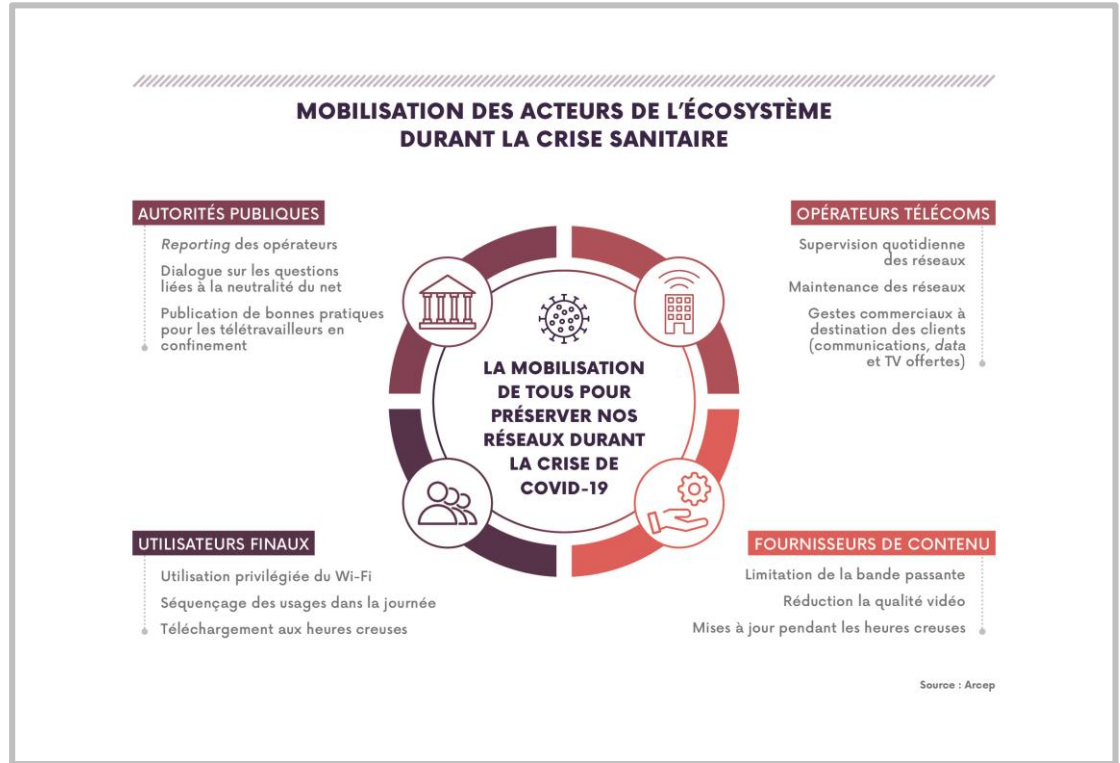 MOBILISATION DES ACTEURS DE L'ÉCOSYSTÈME
DURANT LA CRISE SANITAIRE
AUTORITÉS PUBLIQUES
Reporting des opérateurs
Dialogue sur les questions
liées à la neutralité du net
Publication de bonnes pratiques
pour les télétravailleurs en
confinement
OPÉRATEURS TÉLÉCOMS
Supervision quotidienne
des réseaux
Maintenance des réseaux
Gestes commerciaux à
destination des clients
(communications, data
et TV offertes)
LA MOBILISATION
DE TOUS POUR
PRÉSERVER NOS
RÉSEAUX DURANT
LA CRISE DE
COVID-19
UTILISATEURS FINAUX
Utilisation privilégiée du Wi-Fi
Séquençage des usages dans la journée
Téléchargement aux heures creuses
FOURNISSEURS DE CONTENU
Limitation de la bande passante
Réduction la qualité vidéo
Mises à jour pendant les heures creuses
Source : Arcep